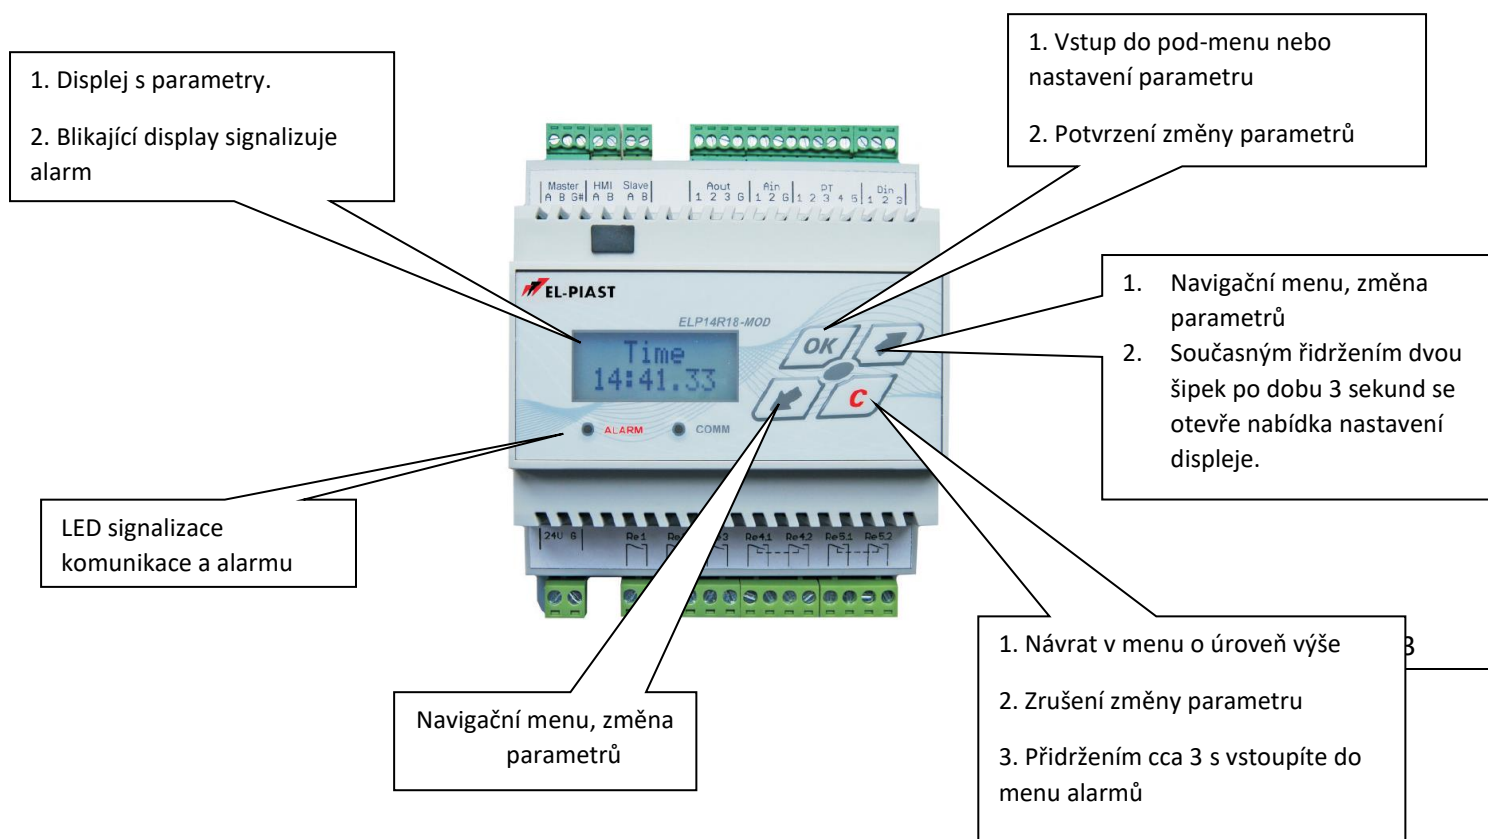 1. Displej s parametry.
2. Blikající display signalizuje
alarm
1. Vstup do pod-menu nebo
nastavení parametru
2. Potvrzení změny parametrů
Master HMI Slave Aout Ain PT Din
A B G# A B A B 1 2 3 G 1 2 G 1 2 3 4 5 1 2 3
EL-PIAST
ELP14R18-MOD
Time
14:41.33
OK
C
ALARM COMM
1. Navigační menu, změna
parametrů
2. Současným řidržením dvou
šipek po dobu 3 sekund se
otevře nabídka nastavení
displeje.
LED signalizace
komunikace a alarmu
24V G Re1 Re4.1 Re4.2 Re5.1 Re5.2
Navigační menu, změna
parametrů
1. Návrat v menu o úroveň výše
2. Zrušení změny parametru
3. Přidržením cca 3 s vstoupíte do
menu alarmů